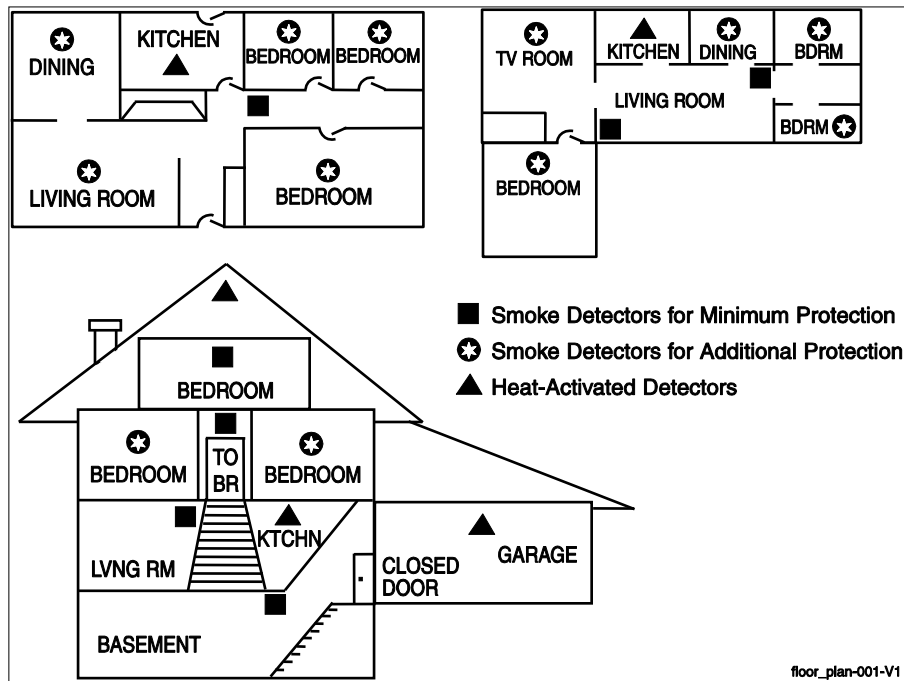 DINING
KITCHEN
BEDROOM
BEDROOM
LIVING ROOM
BEDROOM
TV ROOM
KITCHEN
DINING
BDRM
LIVING ROOM
BDRM
BEDROOM
Smoke Detectors for Minimum Protection
Smoke Detectors for Additional Protection
Heat-Activated Detectors
BEDROOM
BEDROOM
TO
BR
BEDROOM
LVNG RM
KTCHN
CLOSED
DOOR
GARAGE
BASEMENT
floor_plan-001-V1